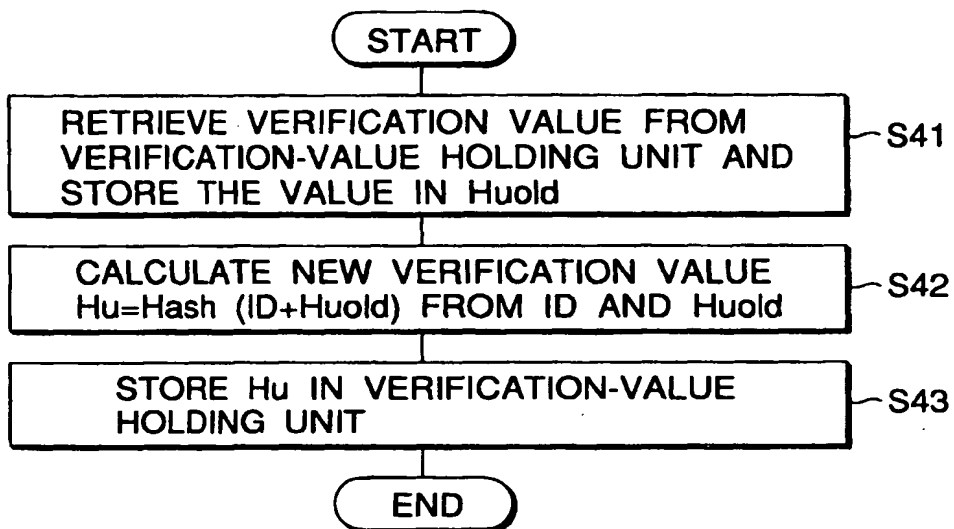 START
RETRIEVE VERIFICATION VALUE FROM
VERIFICATION-VALUE HOLDING UNIT AND
STORE THE VALUE IN Huold
S41
CALCULATE NEW VERIFICATION VALUE
Hu=Hash (ID+Huold) FROM ID AND Huold
S42
STORE Hu IN VERIFICATION-VALUE
HOLDING UNIT
S43
END